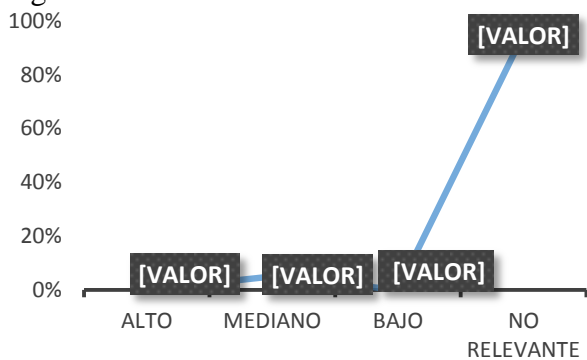 100%
80%
60%
40%
20%
0%
[VALOR]
[VALOR]
[VALOR]
[VALOR]
ALTO
MEDIANO
BAJO
NO
RELEVANTE